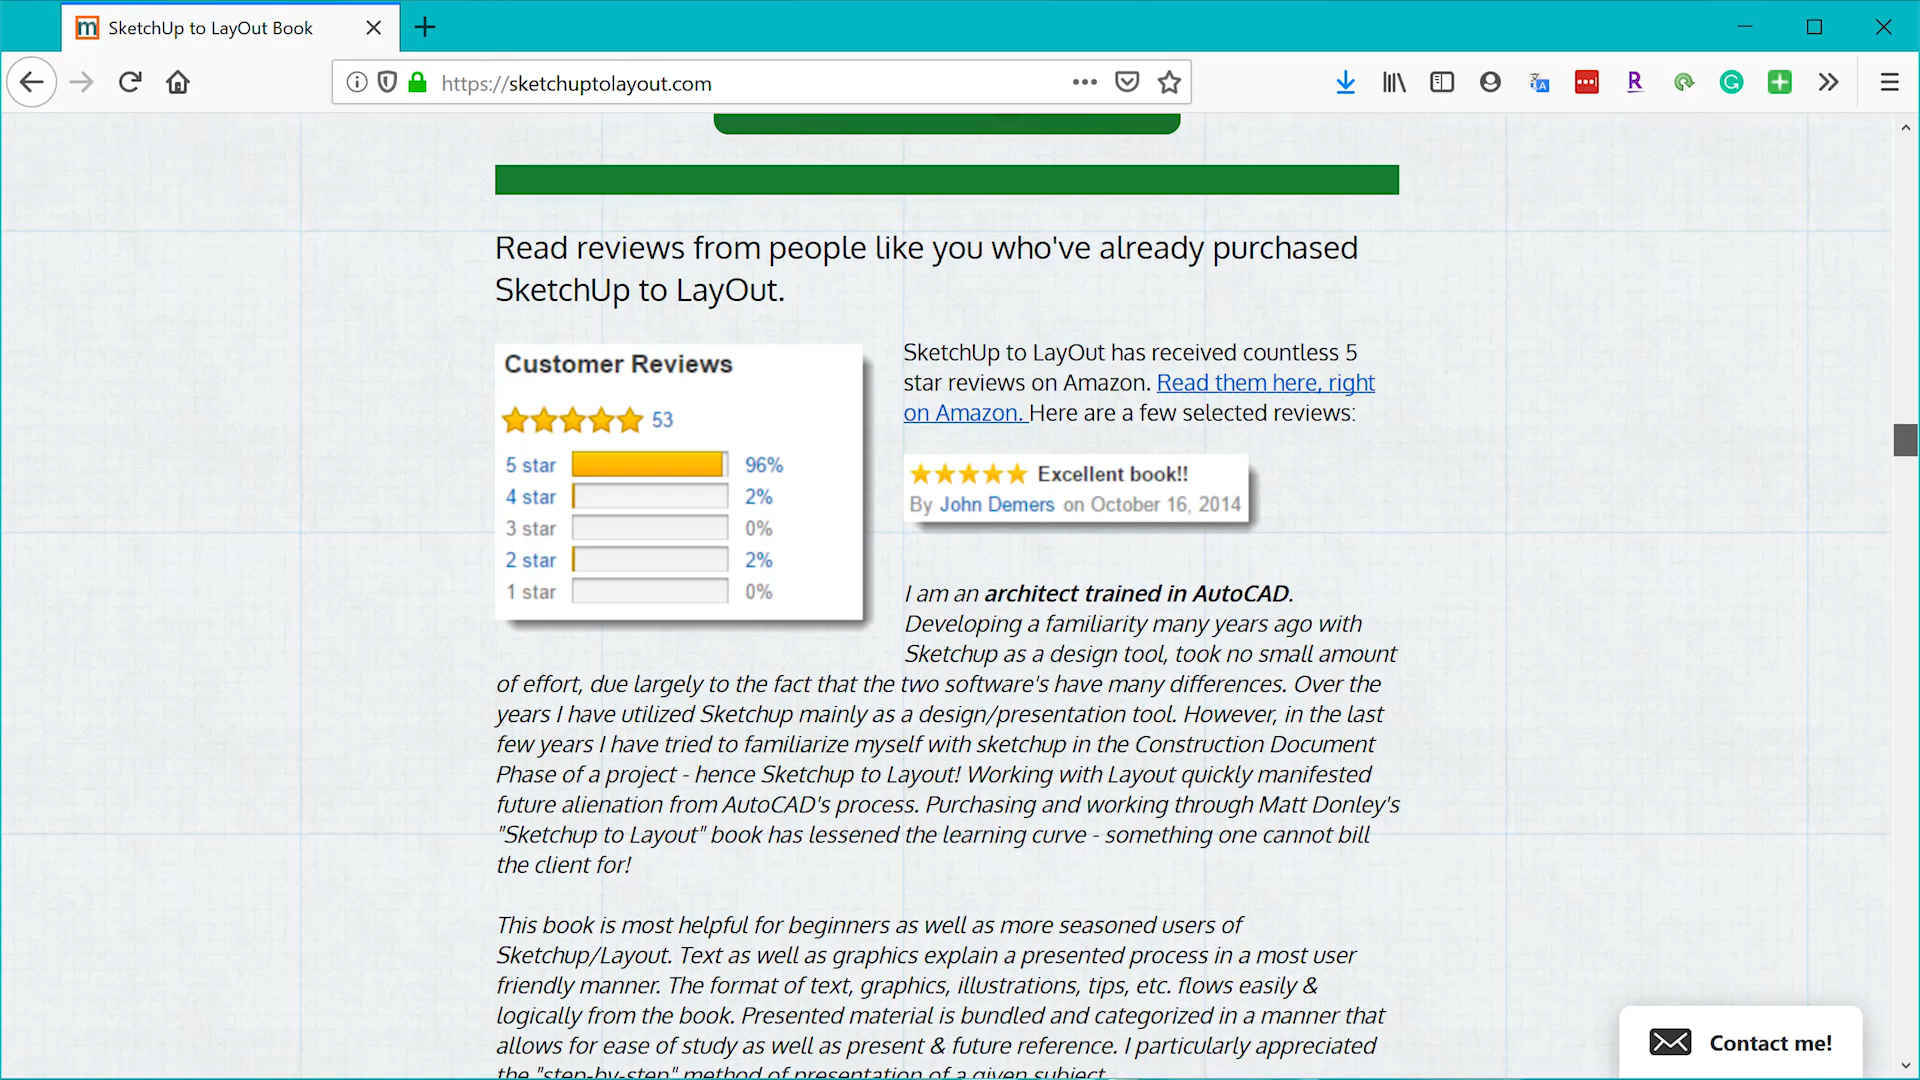 SketchUp to LayOut Book
https://sketchuptolayout.com
Read reviews from people like you who've already purchased
SketchUp to LayOut.
Customer Reviews
53
5 star 96%
4 star 2%
3 star 0%
2 star 2%
1 star 0%
SketchUp to LayOut has received countless 5
star reviews on Amazon. Read them here, right
on Amazon. Here are a few selected reviews:
Excellent book!!
By John Demers on October 16, 2014
I am an architect trained in AutoCAD.
Developing a familiarity many years ago with
Sketchup as a design tool, took no small amount
of effort, due largely to the fact that the two software's have many differences. Over the
years I have utilized Sketchup mainly as a design/presentation tool. However, in the last
few years I have tried to familiarize myself with sketchup in the Construction Document
Phase of a project - hence Sketchup to Layout! Working with Layout quickly manifested
future alienation from AutoCAD's process. Purchasing and working through Matt Donley's
"Sketchup to Layout" book has lessened the learning curve - something one cannot bill
the client for!
This book is most helpful for beginners as well as more seasoned users of
Sketchup/Layout. Text as well as graphics explain a presented process in a most user
friendly manner. The format of text, graphics, illustrations, tips, etc. flows easily &
logically from the book. Presented material is bundled and categorized in a manner that
allows for ease of study as well as present & future reference. I particularly appreciated
the "step-by-step" method of presentation of a given subject.
Contact me!